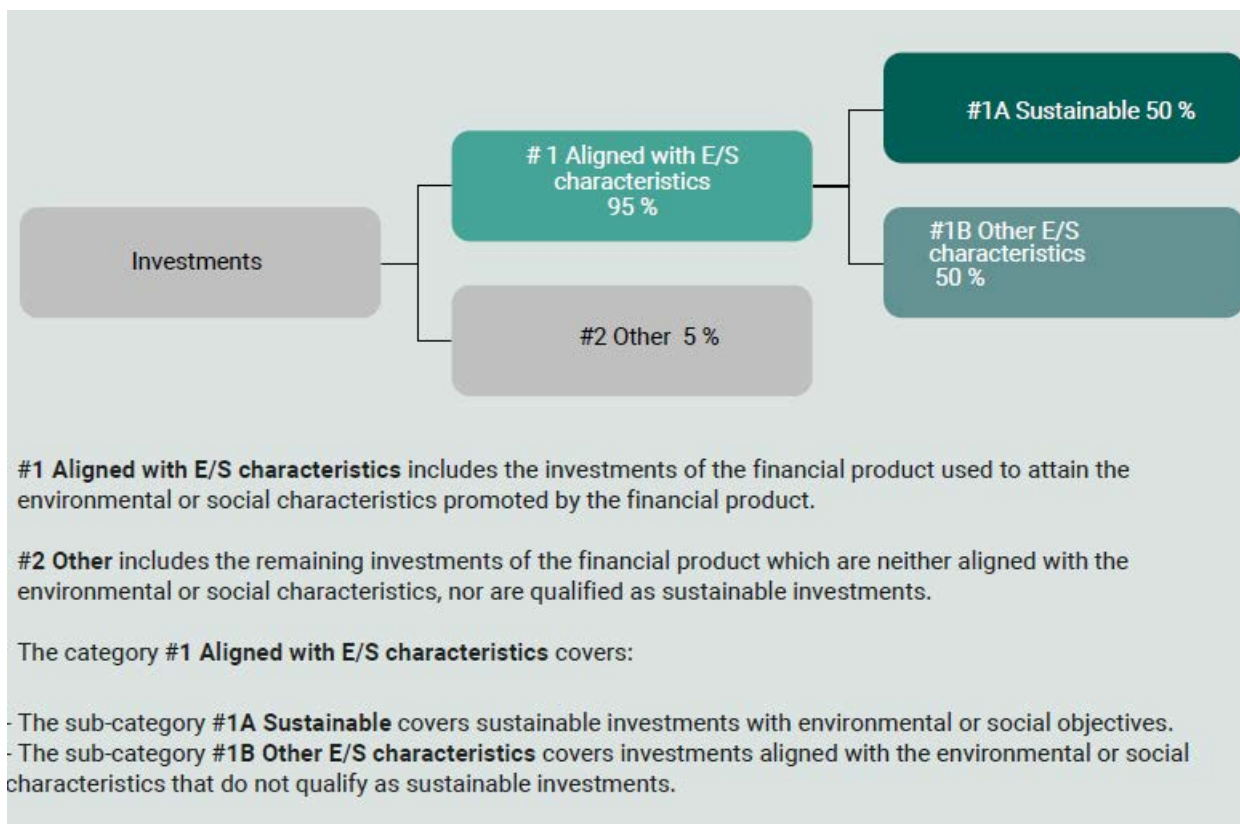 #1A Sustainable 50 %
# 1 Aligned with E/S
characteristics
95 %
#1B Other E/S
characteristics
50 %
Investments
#2 Other 5 %
#1 Aligned with E/S characteristics includes the investments of the financial product used to attain the
environmental or social characteristics promoted by the financial product.
#2 Other includes the remaining investments of the financial product which are neither aligned with the
environmental or social characteristics, nor are qualified as sustainable investments.
The category #1 Aligned with E/S characteristics covers:
- The sub-category #1A Sustainable covers sustainable investments with environmental or social objectives.
- The sub-category #1B Other E/S characteristics covers investments aligned with the environmental or social
characteristics that do not qualify as sustainable investments.